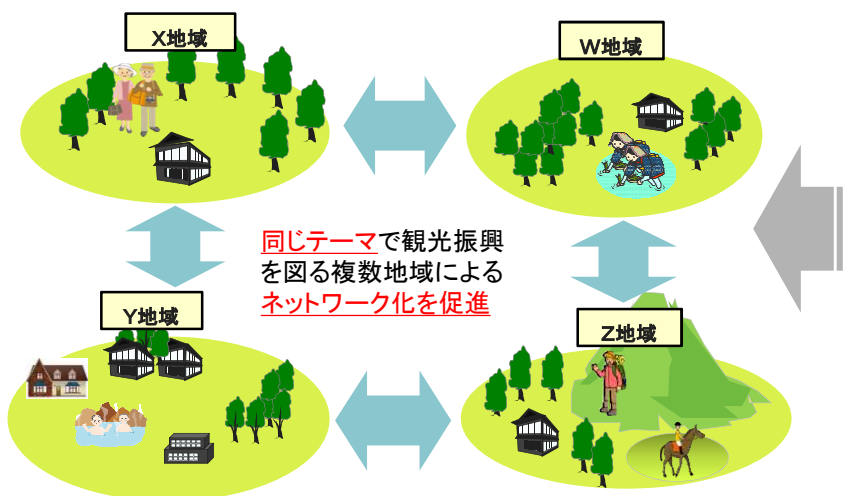 X地域
W地域
同じテーマで観光振興
を図る複数地域による
ネットワーク化を促進
Y地域
Z地域